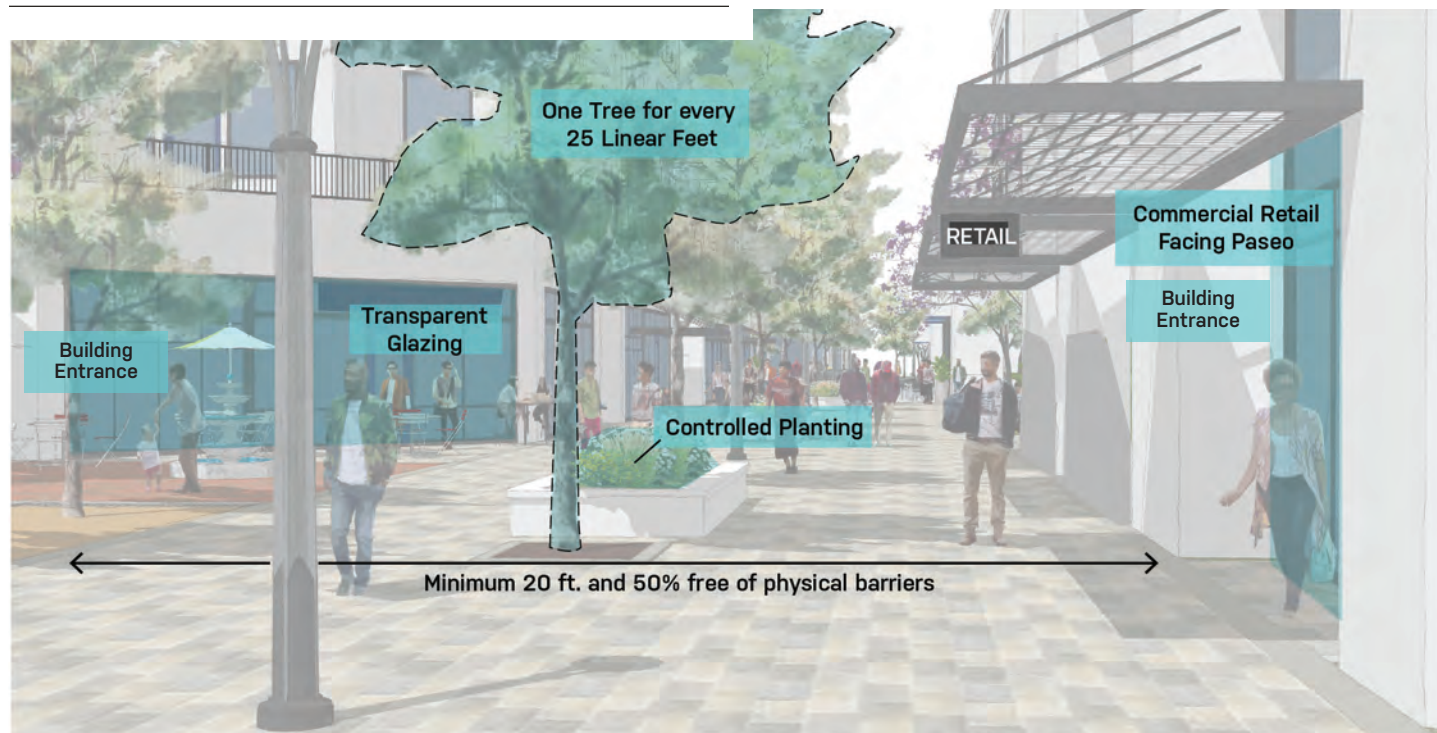 One Tree for every
25 Linear Feet
RETAIL
Commercial Retail
Facing Paseo
Building
Entrance
Transparent
Glazing
Building
Entrance
Controlled Planting
Minimum 20 ft. and 50% free of physical barriers